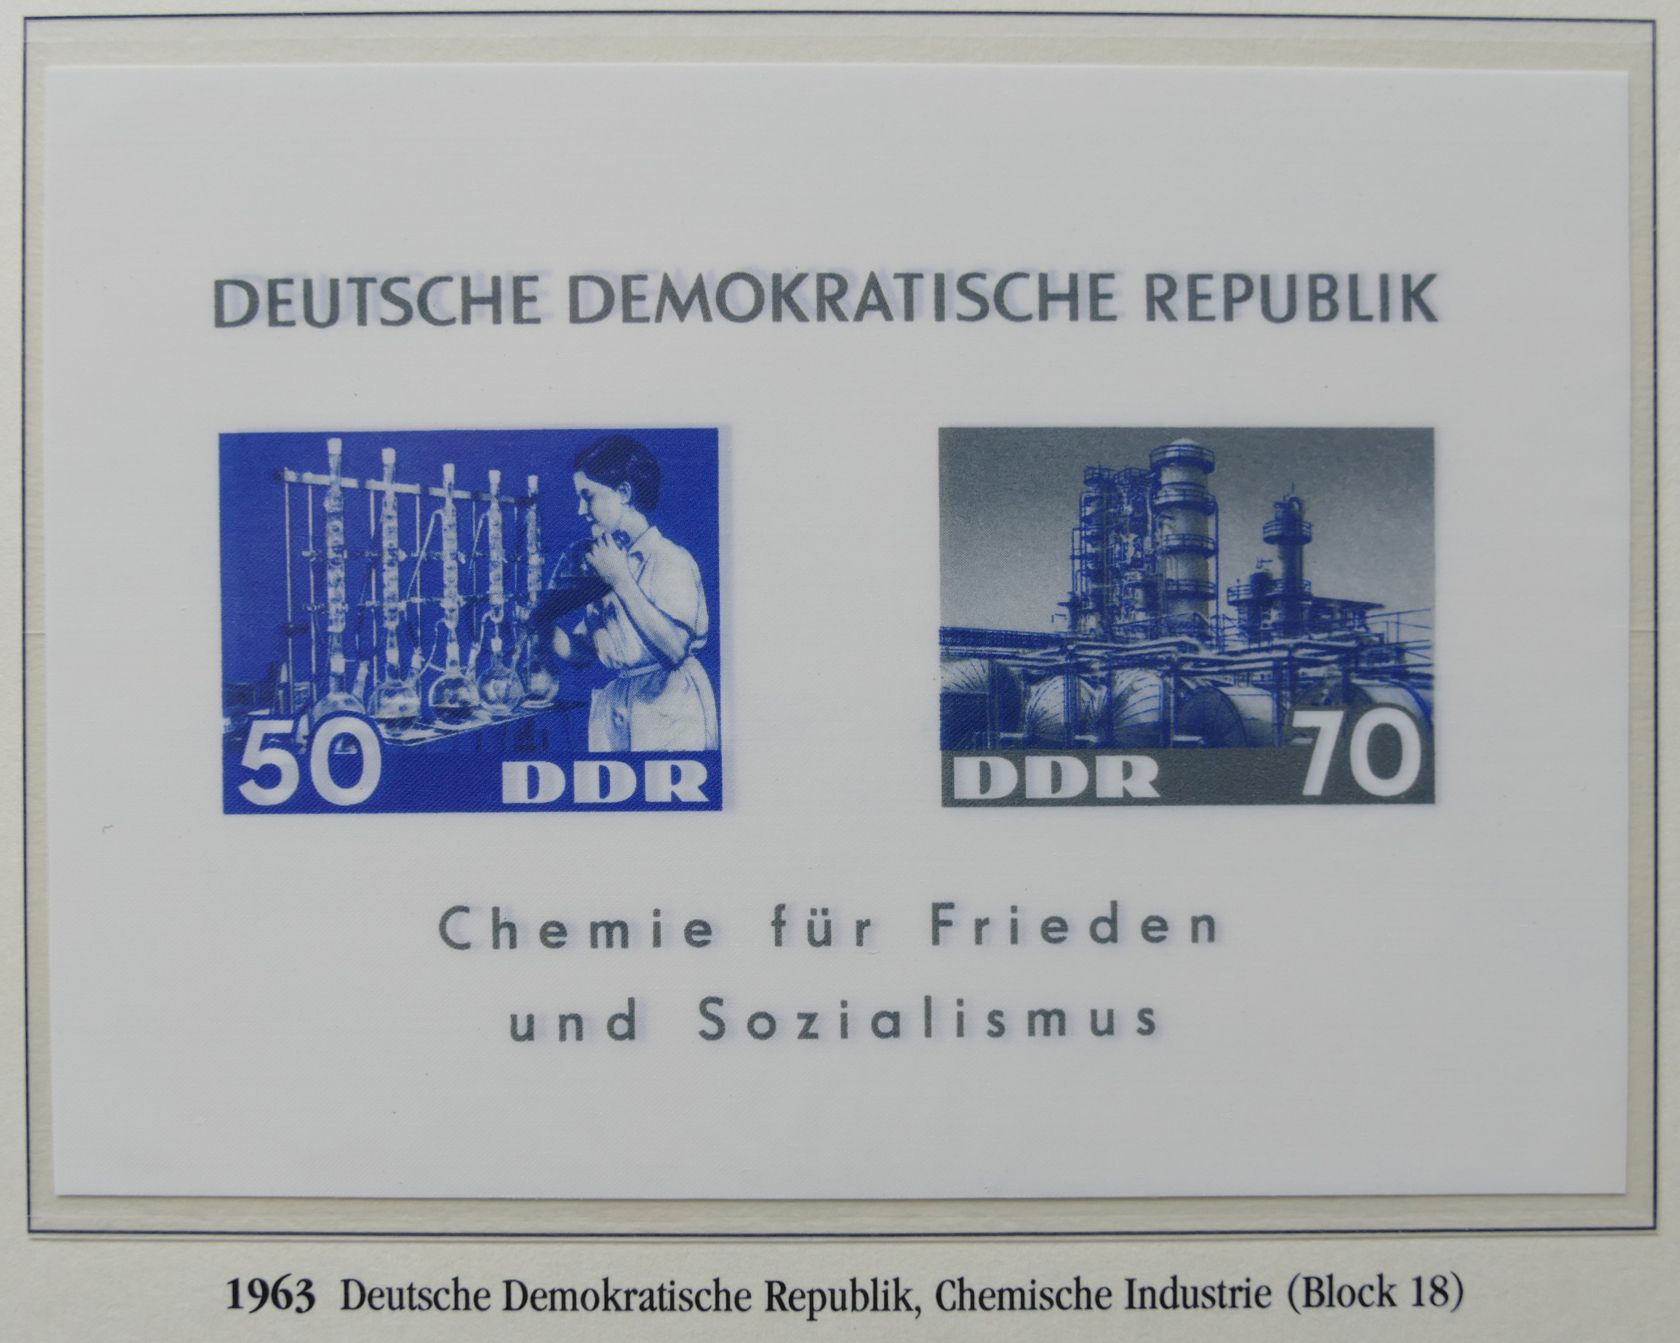 DEUTSCHE DEMOKRATISCHE REPUBLIK
50 DDR
DDR 70
Chemie für Frieden
und Sozialismus
1963 Deutsche Demokratische Republik, Chemische Industrie (Block 18)